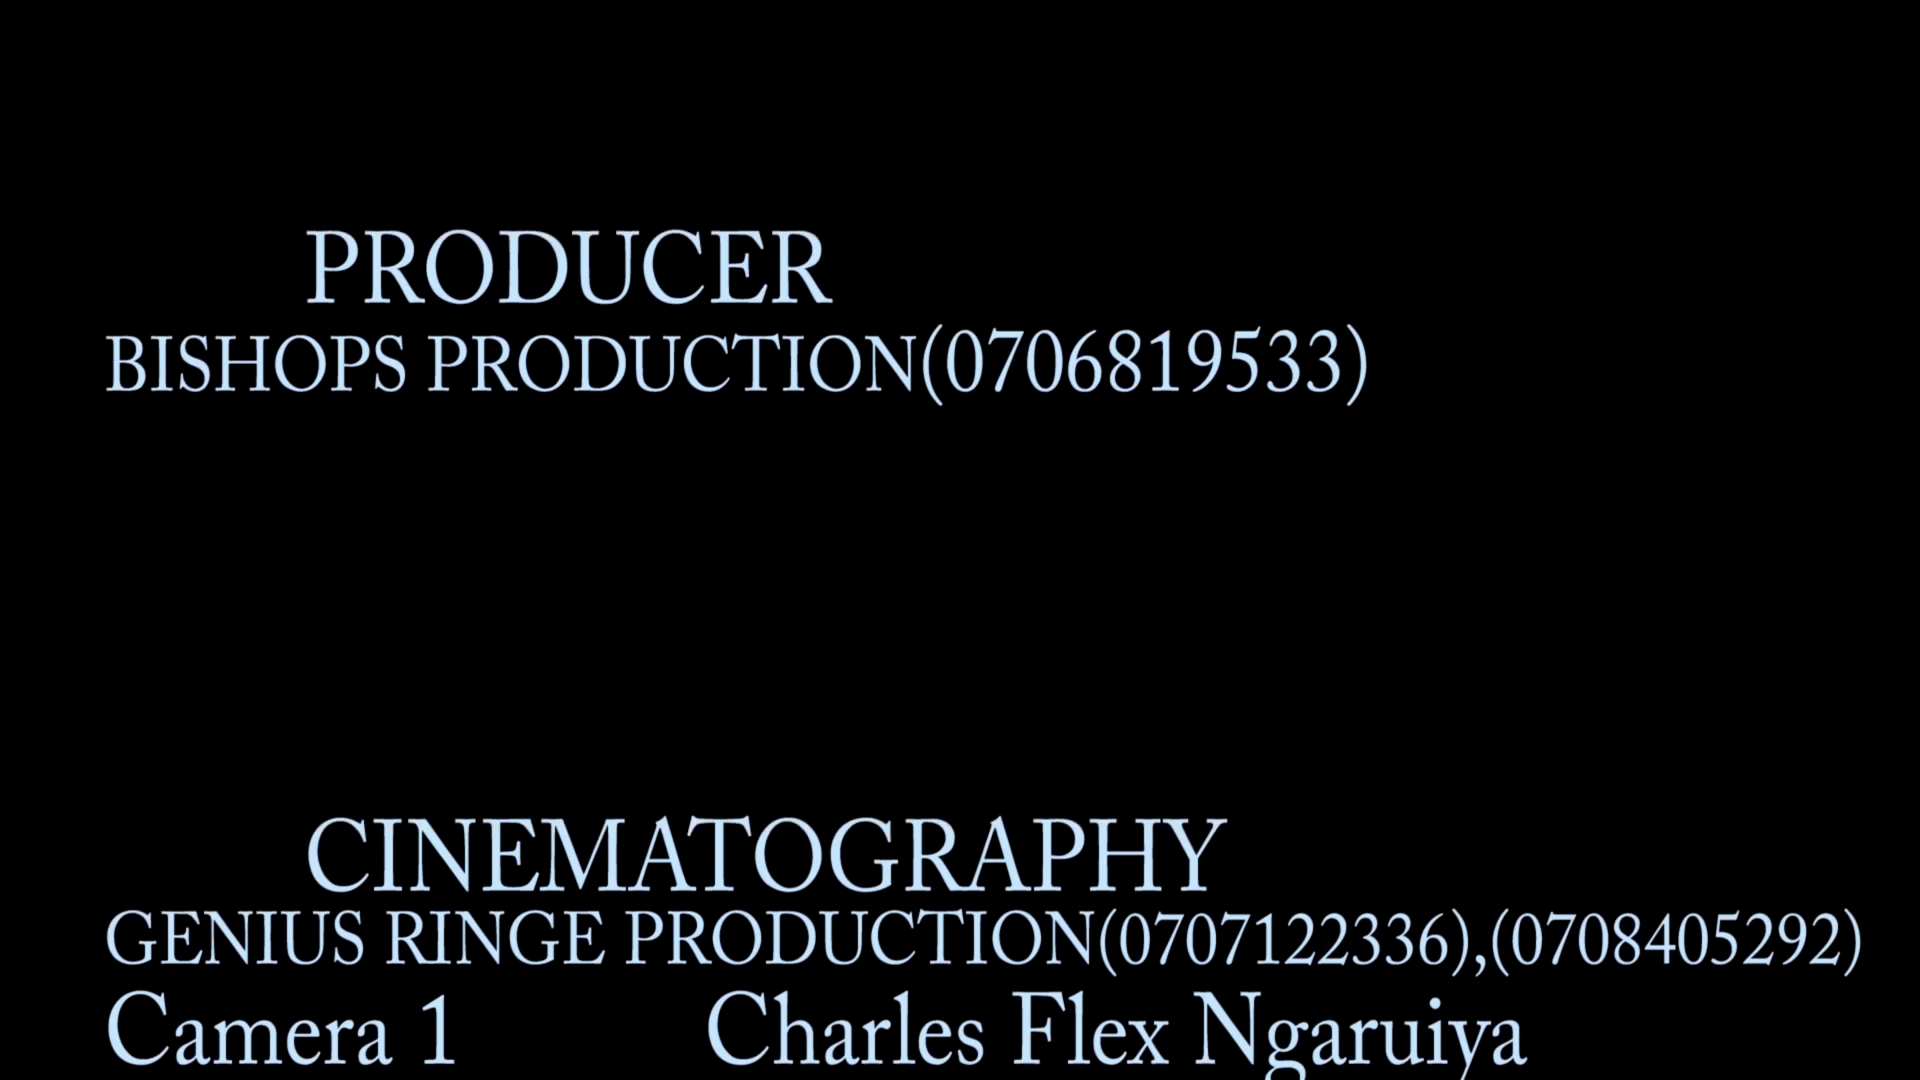 PRODUCER
BISHOPS PRODUCTION(0706819533)
CINEMATOGRAPHY
GENIUS RINGE PRODUCTION(0707122336),(0708405292)
Camera 1 Charles Flex Ngaruiya